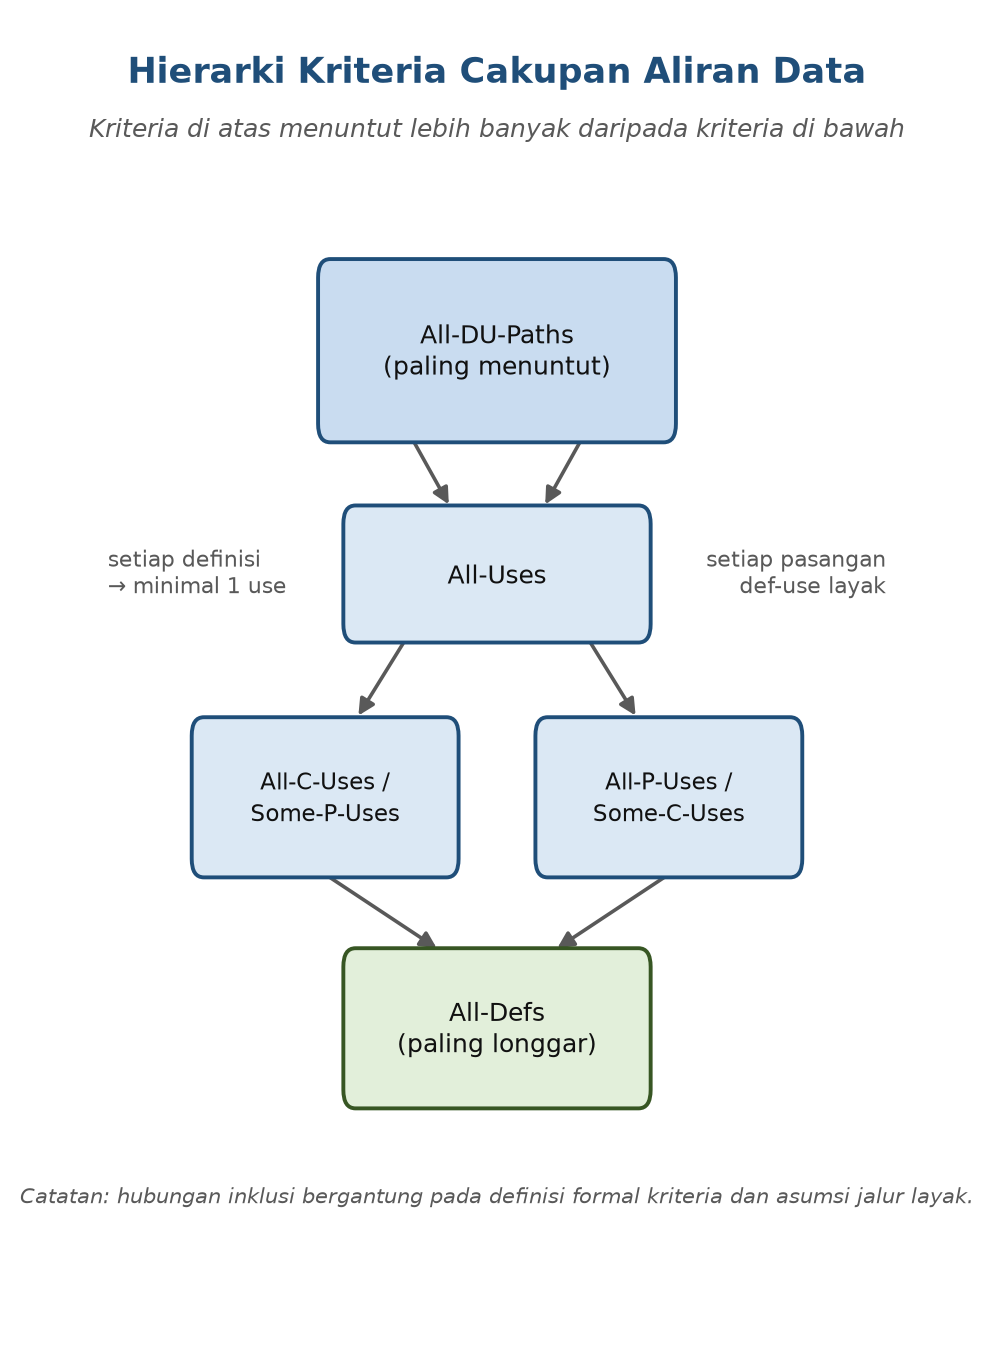 Hierarki Kriteria Cakupan Aliran Data
Kriteria di atas menuntut lebih banyak daripada kriteria di bawah
All-DU-Paths
(paling menuntut)
setiap definisi
→ minimal 1 use
All-Uses
setiap pasangan
def-use layak
All-C-Uses /
Some-P-Uses
All-P-Uses /
Some-C-Uses
All-Defs
(paling longgar)
Catatan: hubungan inklusi bergantung pada definisi formal kriteria dan asumsi jalur layak.